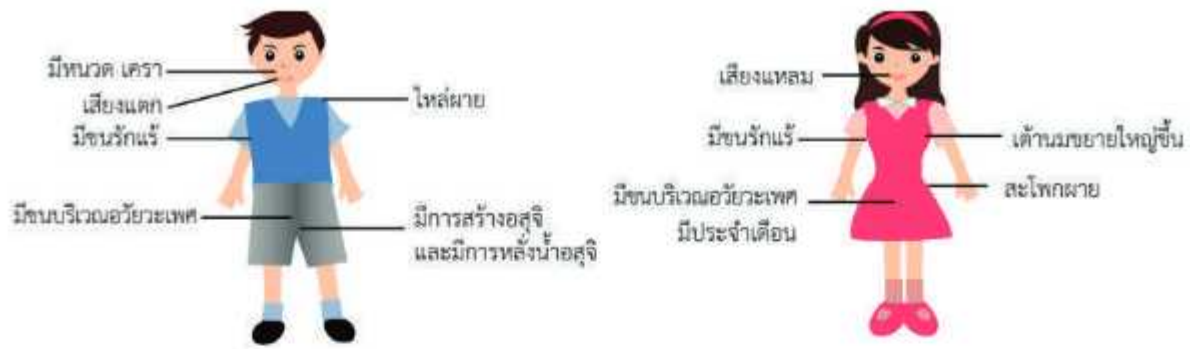 มีหนวด เครา
เสียงแตก
มีขนรักแร้
มีขนบริเวณอวัยวะเพศ
ไหล่ผาย
มีการสร้างอสุจิ
และมีการหลั่งน้ำอสุจิ
เสียงแหลม
มีขนรักแร้
มีขนบริเวณอวัยวะเพศ
มีประจำเดือน
เต้านมขยายใหญ่ขึ้น
สะโพกผาย